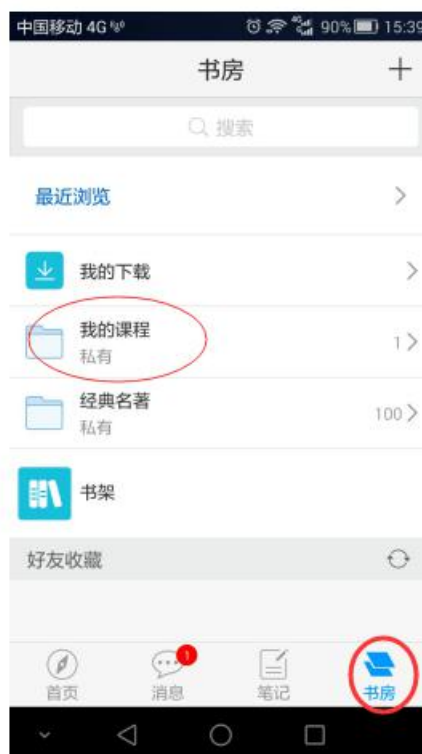 中国移动 4G 90% 15:39
书房
搜索
最近浏览
我的下载
我的课程
私有
1
经典名著
私有
100
书架
好友收藏
1
首页 消息 笔记 书房